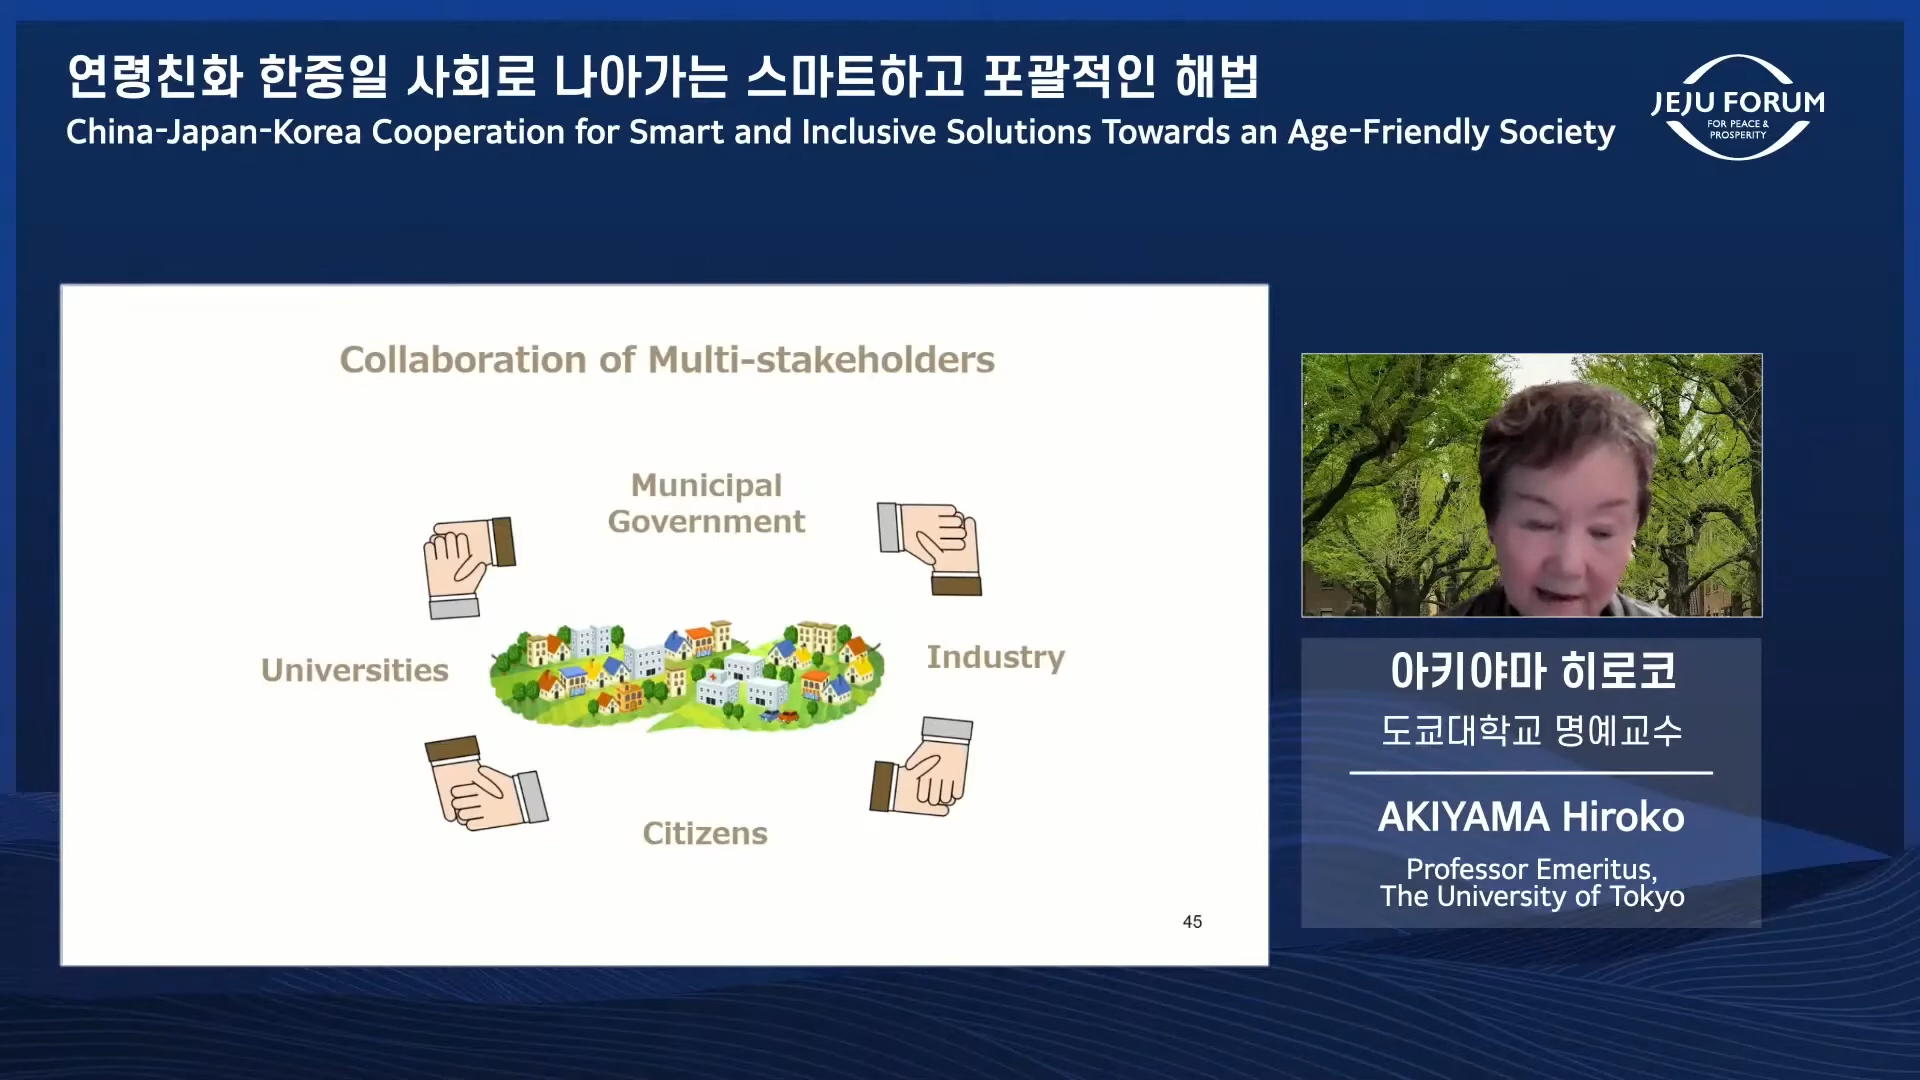 연령친화 한중일 사회로 나아가는 스마트하고 포괄적인 해법
China-Japan-Korea Cooperation for Smart and Inclusive Solutions Towards an Age-Friendly Society
JEJU FORUM
FOR PEACE &
PROSPERITY
Collaboration of Multi-stakeholders
Municipal
Government
Universities
Industry
Citizens
45
아키야마 히로코
도쿄대학교 명예교수
AKIYAMA Hiroko
Professor Emeritus,
The University of Tokyo